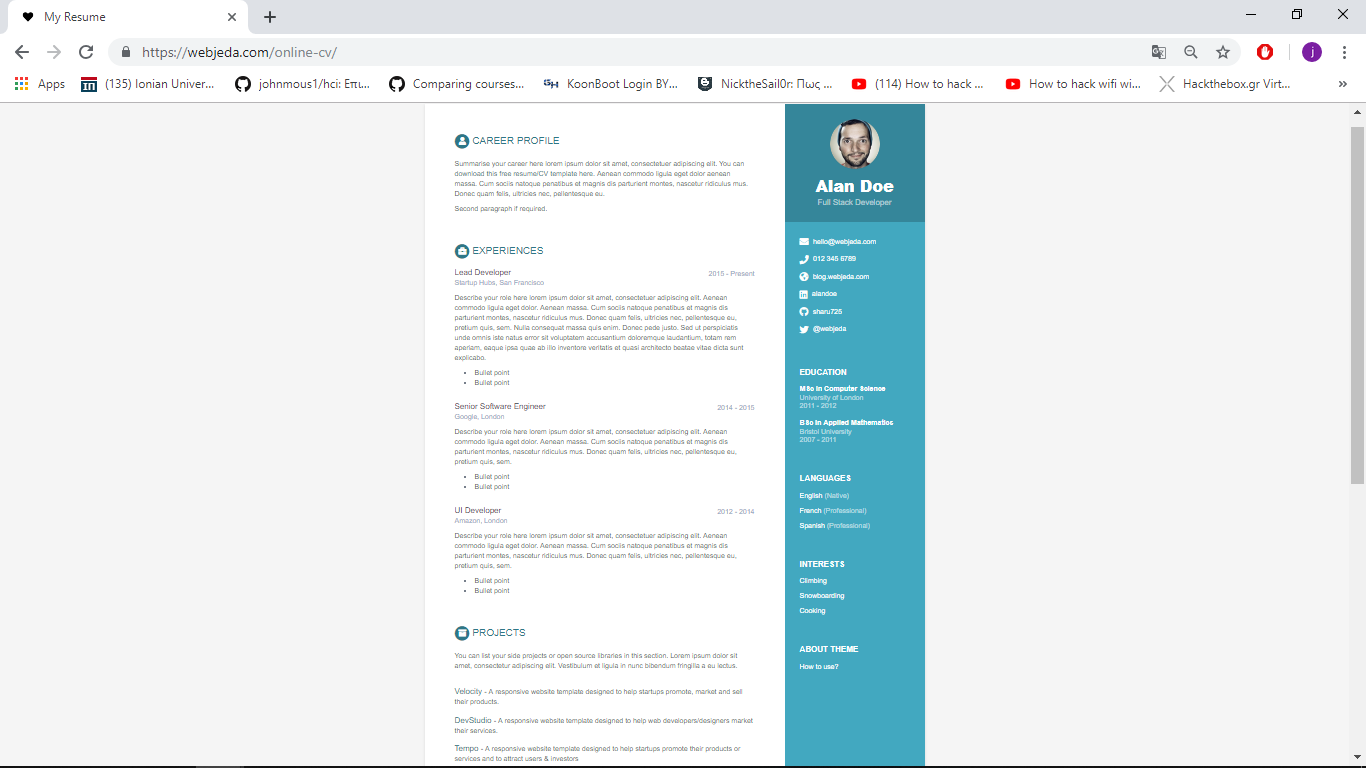 My Resume
https://webjeda.com/online-cv/
j
Apps
(135) Ionian Univer...
johnmous1/hci: Επι...
Comparing courses...
KoonBoot Login BY...
NicktheSail0r: Πως ...
(114) How to hack ...
How to hack wifi wi...
Hackthebox.gr Virt...
»
CAREER PROFILE
Summarise your career here lorem ipsum dolor sit amet, consectetuer adipiscing elit. You can
download this free resume/CV template here. Aenean commodo ligula eget dolor aenean
massa. Cum sociis natoque penatibus et magnis dis parturient montes, nascetur ridiculus mus.
Donec quam felis, ultricies nec, pellentesque eu.
Second paragraph if required.
EXPERIENCES
Lead Developer
2015 - Present
Startup Hubs, San Francisco
Describe your role here lorem ipsum dolor sit amet, consectetuer adipiscing elit. Aenean
commodo ligula eget dolor. Aenean massa. Cum sociis natoque penatibus et magnis dis
parturient montes, nascetur ridiculus mus. Donec quam felis, ultricies nec, pellentesque eu,
pretium quis, sem. Nulla consequat massa quis enim. Donec pede justo. Sed ut perspiciatis
unde omnis iste natus error sit voluptatem accusantium doloremque laudantium, totam rem
aperiam, eaque ipsa quae ab illo inventore veritatis et quasi architecto beatae vitae dicta sunt
explicabo.
• Bullet point
• Bullet point
Senior Software Engineer
2014 - 2015
Google, London
Describe your role here lorem ipsum dolor sit amet, consectetuer adipiscing elit. Aenean
commodo ligula eget dolor. Aenean massa. Cum sociis natoque penatibus et magnis dis
parturient montes, nascetur ridiculus mus. Donec quam felis, ultricies nec, pellentesque eu,
pretium quis, sem.
• Bullet point
• Bullet point
UI Developer
2012 - 2014
Amazon, London
Describe your role here lorem ipsum dolor sit amet, consectetuer adipiscing elit. Aenean
commodo ligula eget dolor. Aenean massa. Cum sociis natoque penatibus et magnis dis
parturient montes, nascetur ridiculus mus. Donec quam felis, ultricies nec, pellentesque eu,
pretium quis, sem.
• Bullet point
• Bullet point
PROJECTS
You can list your side projects or open source libraries in this section. Lorem ipsum dolor sit
amet, consectetur adipiscing elit. Vestibulum et ligula in nunc bibendum fringilla a eu lectus.
Velocity - A responsive website template designed to help startups promote, market and sell
their products.
DevStudio - A responsive website template designed to help web developers/designers market
their services.
Tempo - A responsive website template designed to help startups promote their products or
services and to attract users & investors
Alan Doe
Full Stack Developer
hello@webjeda.com
012 345 6789
blog.webjeda.com
alandoe
sharu725
@webjeda
EDUCATION
MSc in Computer Science
University of London
2011 - 2012
BSc in Applied Mathematics
Bristol University
2007 - 2011
LANGUAGES
English (Native)
French (Professional)
Spanish (Professional)
INTERESTS
Climbing
Snowboarding
Cooking
ABOUT THEME
How to use?